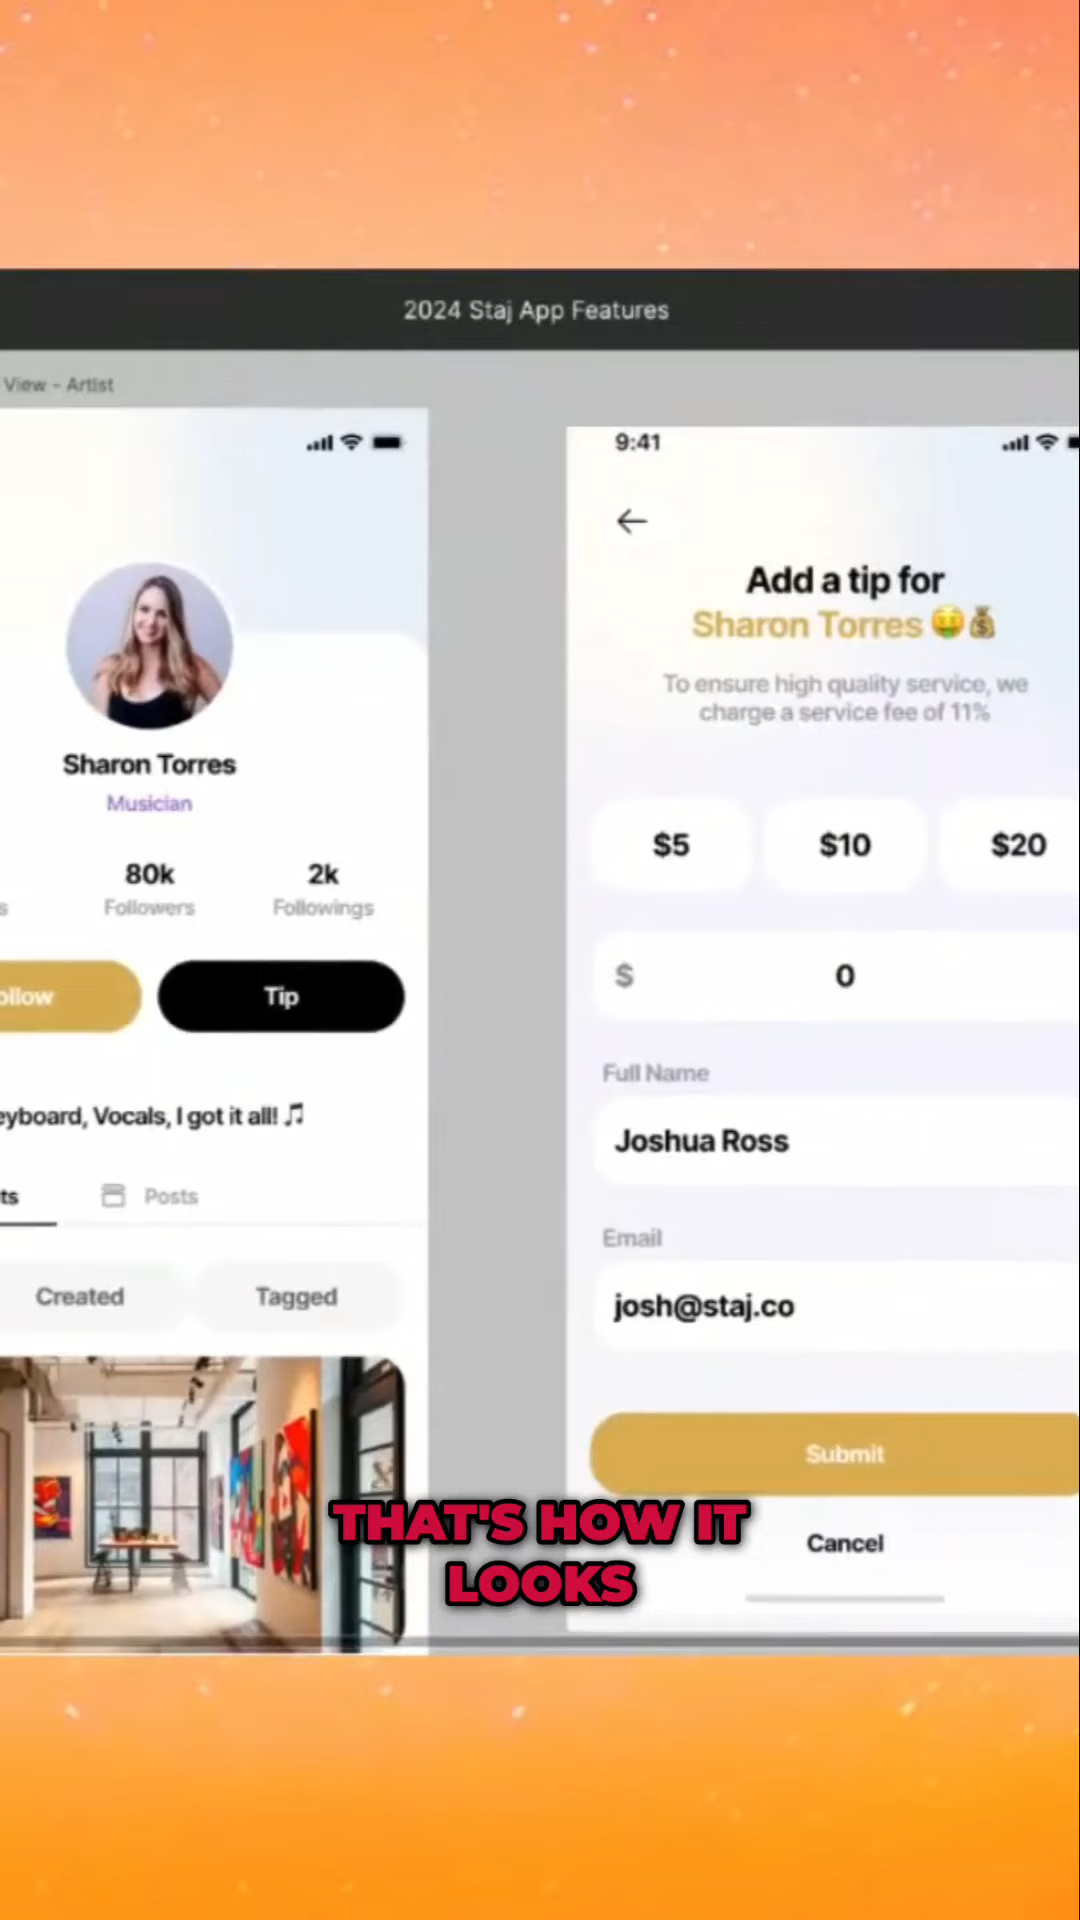 2024 Staj App Features
View - Artist
Sharon Torres
Musician
80k
Followers
2k
Followings
Tip
Vocals, I got it all! 🎵
Posts
Created
Tagged
9:41
Add a tip for
Sharon Torres 🤑💰
To ensure high quality service, we
charge a service fee of 11%
$5
$10
$20
$
0
Full Name
Joshua Ross
Email
josh@staj.co
Submit
Cancel
THAT'S HOW IT
LOOKS